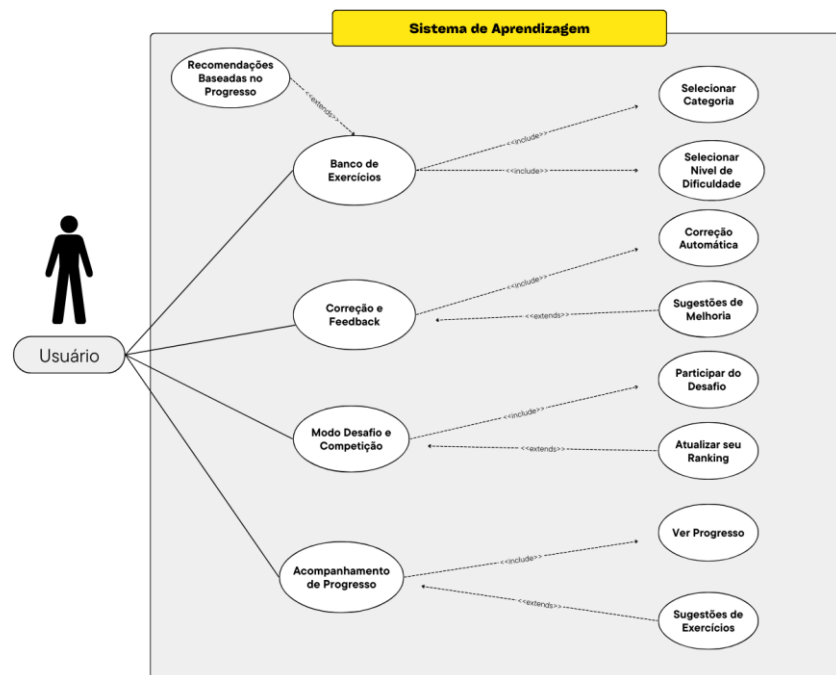 Sistema de Aprendizagem
Recomendações
Baseadas no
Progresso
<<extends>>
Banco de
Exercícios
<<include>>
Selecionar
Categoria
<<include>>
Selecionar
Nivel de
Dificuldade
Usuário
Correção e
Feedback
<<include>>
Correção
Automática
<<extends>>
Sugestões de
Melhoria
Modo Desafio e
Competição
<<include>>
Participar do
Desafio
<<extends>>
Atualizar seu
Ranking
Acompanhamento
de Progresso
<<include>>
Ver Progresso
<<extends>>
Sugestões de
Exercícios